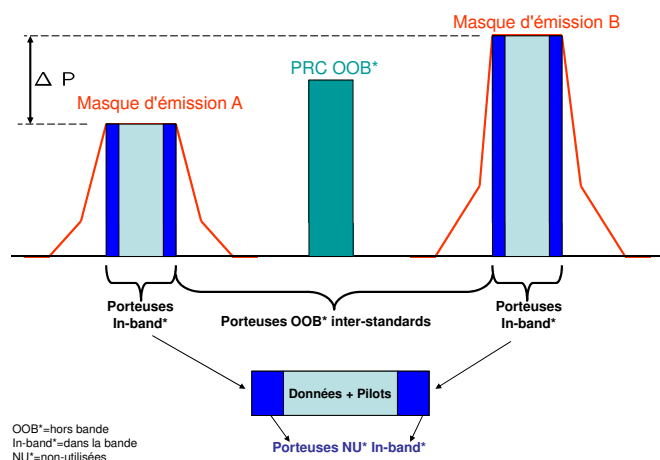 Masque d'émission B
Δ P
PRC OOB*
Masque d'émission A
Porteuses
In-band*
Porteuses OOB* inter-standards
Porteuses
In-band*
Données + Pilots
OOB*=hors bande
In-band*=dans la bande
NU*=non-utilisées
Porteuses NU* In-band*